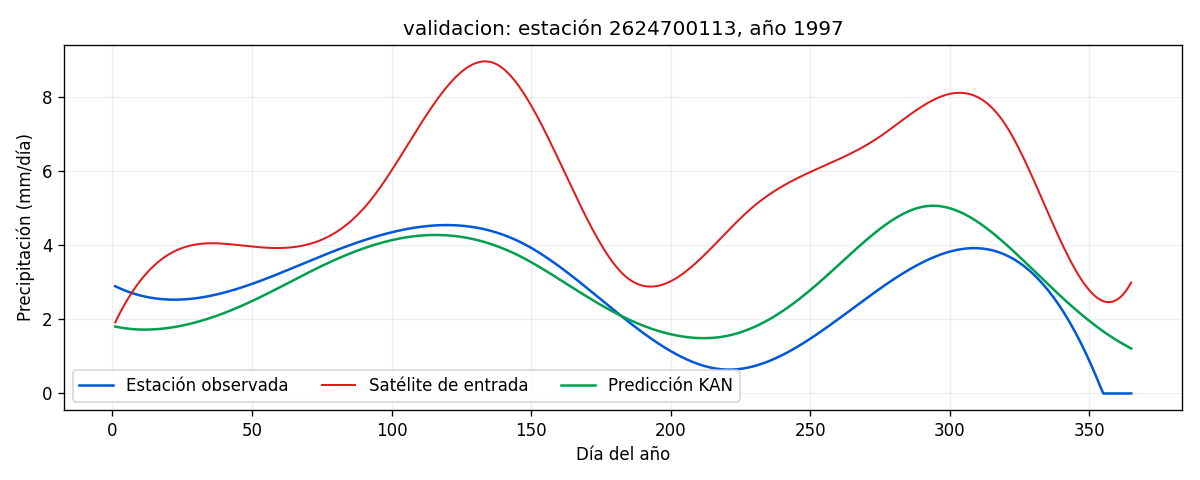 validacion: estación 2624700113, año 1997
Precipitación (mm/día)
8
6
4
2
0
Estación observada
Satélite de entrada
Predicción KAN
0 50 100 150 200 250 300 350
Día del año